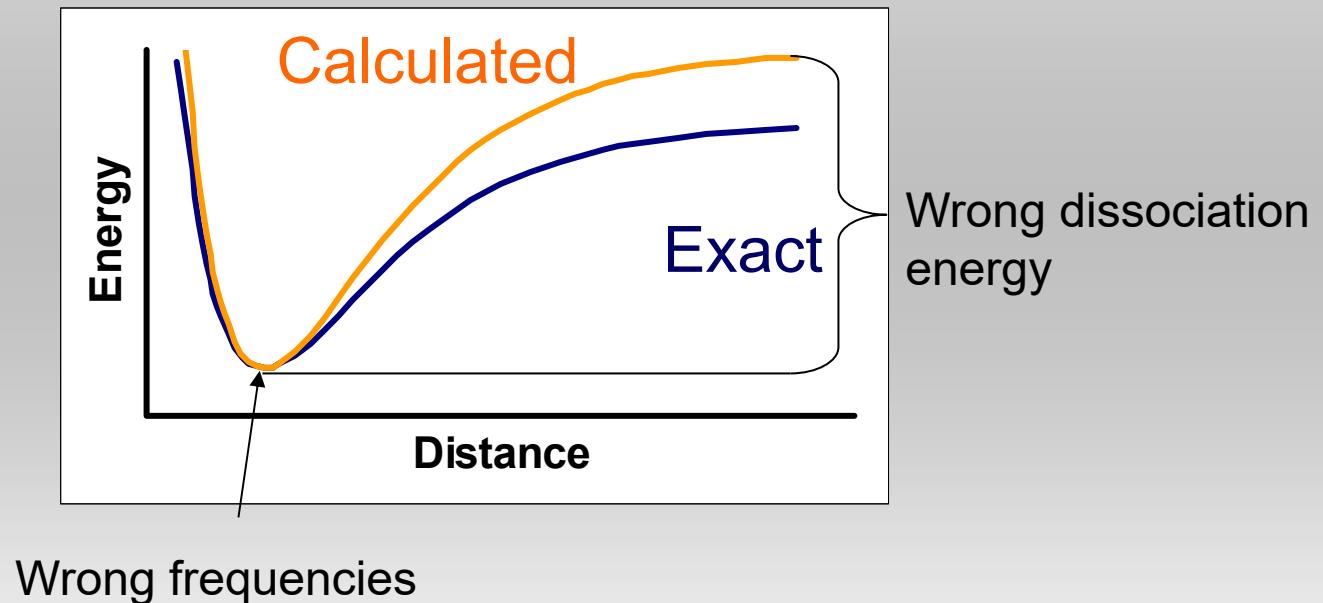 Calculated
Energy
Exact
Wrong dissociation
energy
Distance
Wrong frequencies